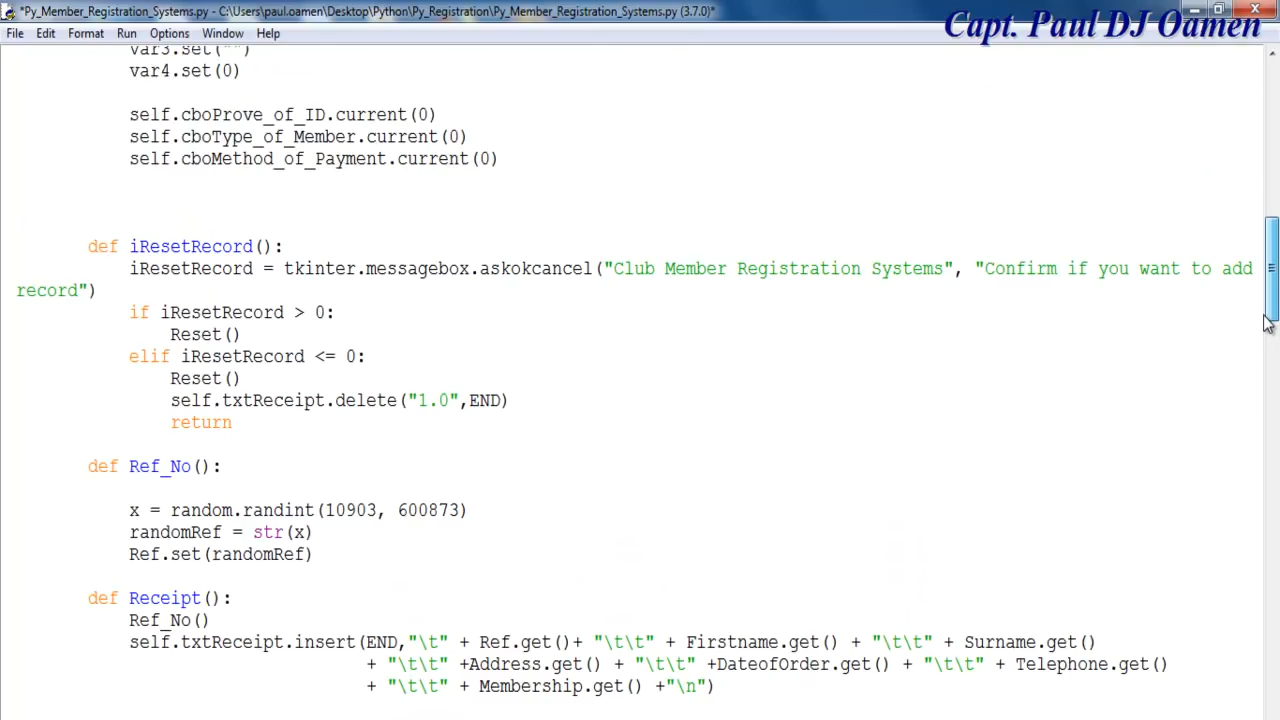 *Py_Member_Registration_Systems.py - C:\Users\paul.oamen\Desktop\Python\Py_Registration\Py_Member_Registration_Systems.py (3.7.0)*
Capt. Paul DJ Oamen
File Edit Format Run Options Window Help
var3.set("")
var4.set(0)
self.cboProve_of_ID.current(0)
self.cboType_of_Member.current(0)
self.cboMethod_of_Payment.current(0)
def iResetRecord():
iResetRecord = tkinter.messagebox.askokcancel("Club Member Registration Systems", "Confirm if you want to add
record")
if iResetRecord > 0:
Reset()
elif iResetRecord <= 0:
Reset()
self.txtReceipt.delete("1.0",END)
return
def Ref_No():
x = random.randint(10903, 600873)
randomRef = str(x)
Ref.set(randomRef)
def Receipt():
Ref_No()
self.txtReceipt.insert(END,"\t" + Ref.get()+ "\t\t" + Firstname.get() + "\t\t" + Surname.get()
+ "\t\t" +Address.get() + "\t\t" +DateofOrder.get() + "\t\t" + Telephone.get()
+ "\t\t" + Membership.get() +"\n")